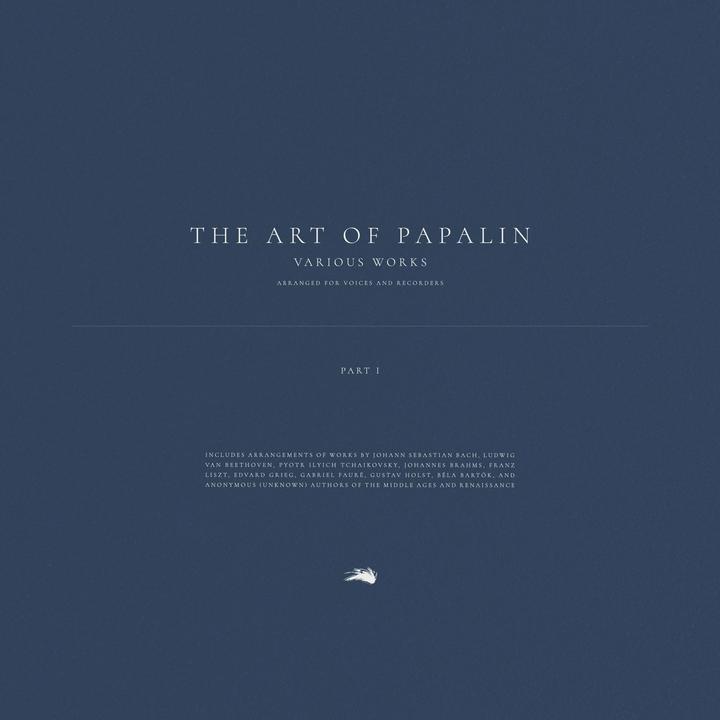 THE ART OF PAPALIN
VARIOUS WORKS
ARRANGED FOR VOICES AND RECORDERS
PART I
INCLUDES ARRANGEMENTS OF WORKS BY JOHANN SEBASTIAN BACH, LUDWIG
VAN BEETHOVEN, PYOTR ILYICH TCHAIKOVSKY, JOHANNES BRAHMS, FRANZ
LISZT, EDVARD GRIEG, GABRIEL FAURÉ, GUSTAV HOLST, BÉLA BARTÓK, AND
ANONYMOUS (UNKNOWN) AUTHORS OF THE MIDDLE AGES AND RENAISSANCE